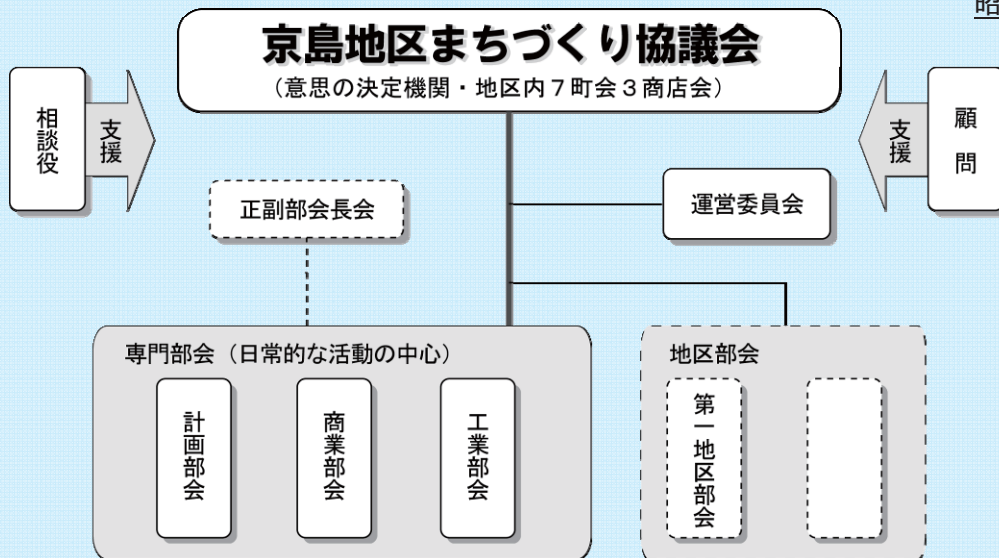 昭
京島地区まちづくり協議会
(意思の決定機関・地区内7町会3商店会)
相談役
支援
支援
顧問
正副部会長会
運営委員会
専門部会(日常的な活動の中心)
計画部会
商業部会
工業部会
地区部会
第一地区部会